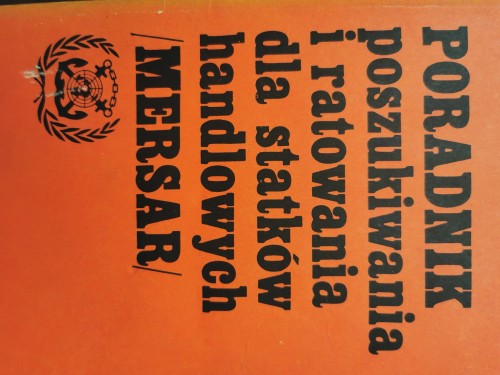 PORADNIK
poszukiwania
i ratowania
dla statków
handlowych
/MERSAR/